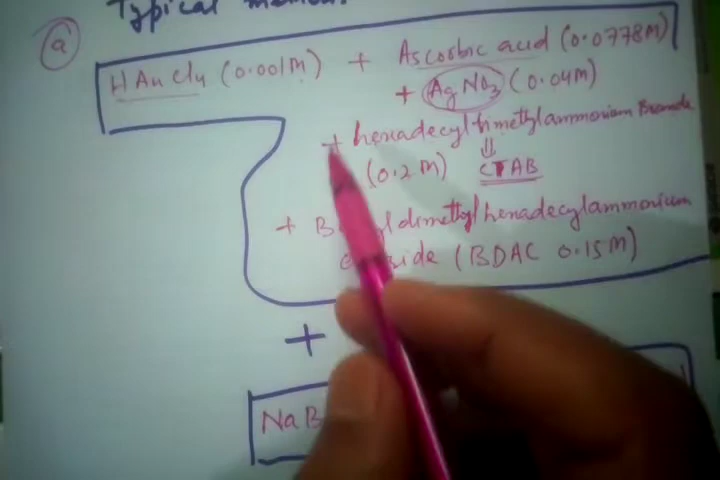 Typical
a
HAuCl4 (0.001M) + Ascorbic acid (0.0778M)
+ AgNO3 (0.04M)
+ hexadecyltrimethylammonium Bromide
(0.2 M) ⇓ CTAB
+ dimethylhexadecylammonium
(BDAC 0.15M)
+
NaB